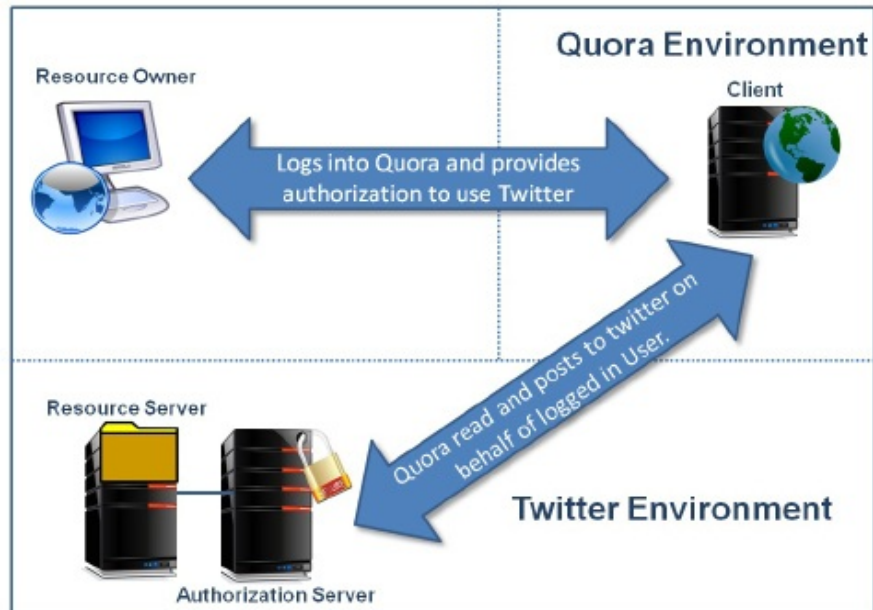 Quora Environment
Resource Owner
Client
Logs into Quora and provides
authorization to use Twitter
Quora read and posts to twitter on
behalf of logged in User.
Resource Server
Twitter Environment
Authorization Server